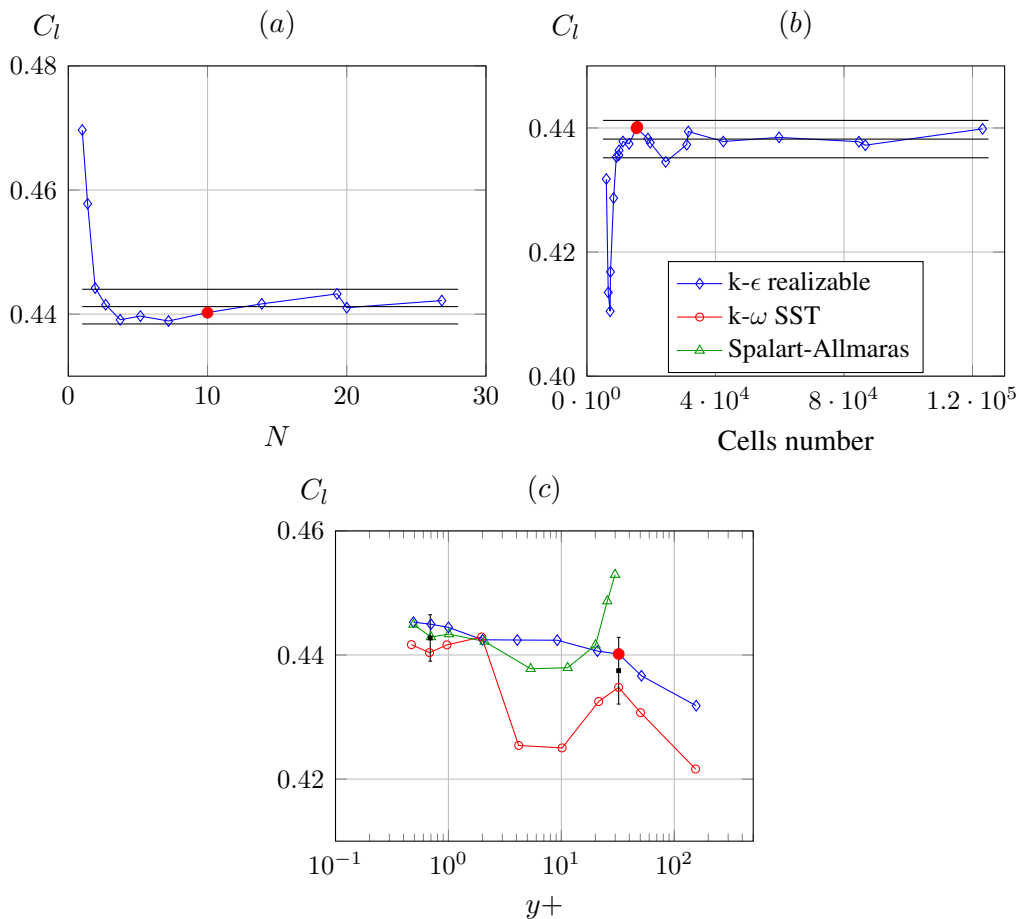 C_l (a)
0.48
0.46
0.44
0 10 20 30
N
C_l (b)
0.44
0.42
0.40
0 · 10^0 4 · 10^4 8 · 10^4 1.2 · 10^5
Cells number
k-ϵ realizable
k-ω SST
Spalart-Allmaras
C_l (c)
0.46
0.44
0.42
10^{-1} 10^0 10^1 10^2
y+